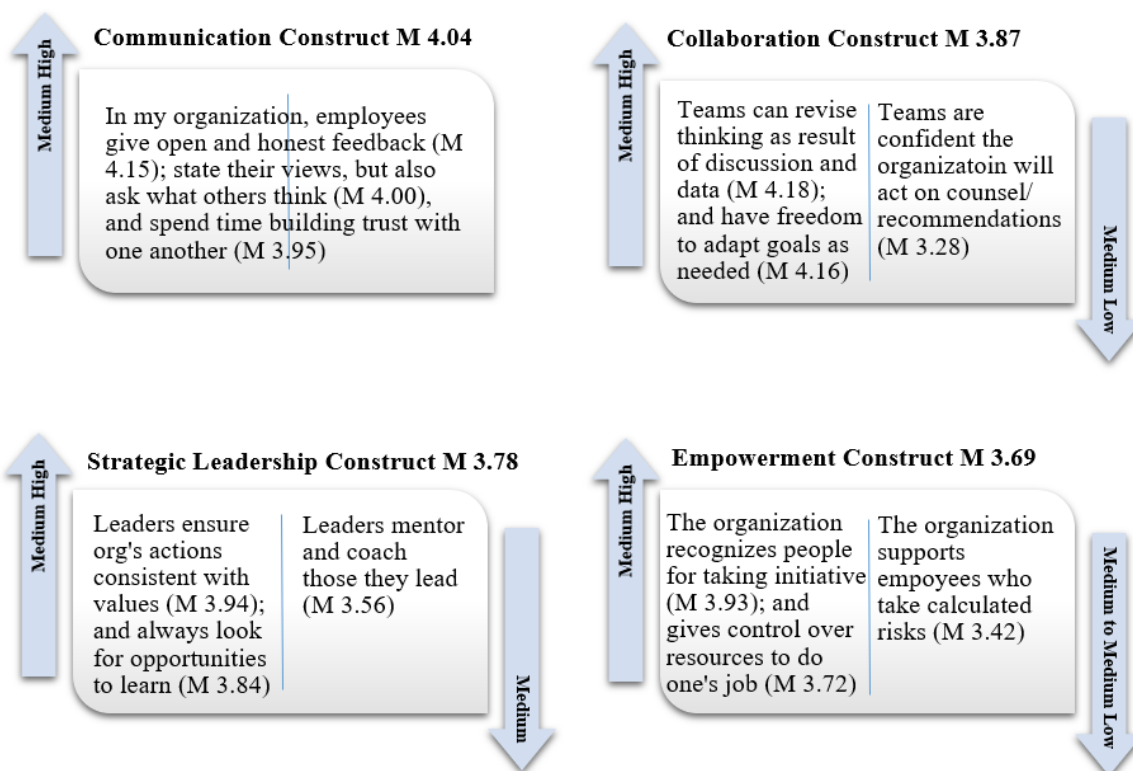 Communication Construct M 4.04
Medium High
In my organization, employees
give open and honest feedback (M
4.15); state their views, but also
ask what others think (M 4.00),
and spend time building trust with
one another (M 3.95)
Collaboration Construct M 3.87
Medium High
Teams can revise
thinking as result
of discussion and
data (M 4.18);
and have freedom
to adapt goals as
needed (M 4.16)
Teams are
confident the
organizatoin will
act on counsel/
recommendations
(M 3.28)
Medium Low
Strategic Leadership Construct M 3.78
Medium High
Leaders ensure
org's actions
consistent with
values (M 3.94);
and always look
for opportunities
to learn (M 3.84)
Leaders mentor
and coach
those they lead
(M 3.56)
Medium
Empowerment Construct M 3.69
Medium High
The organization
recognizes people
for taking initiative
(M 3.93); and
gives control over
resources to do
one's job (M 3.72)
The organization
supports
empoyees who
take calculated
risks (M 3.42)
Medium to Medium Low